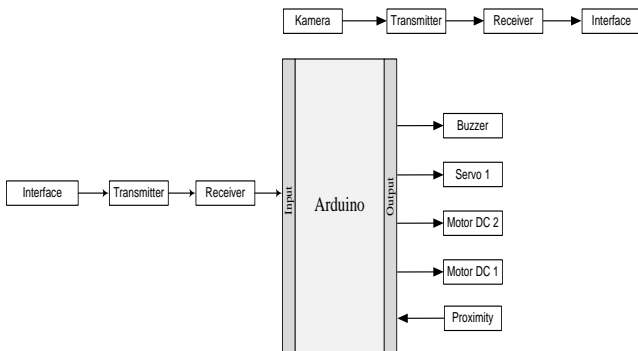 Kamera
Transmitter
Receiver
Interface
Interface
Transmitter
Receiver
Input
Arduino
Output
Buzzer
Servo 1
Motor DC 2
Motor DC 1
Proximity